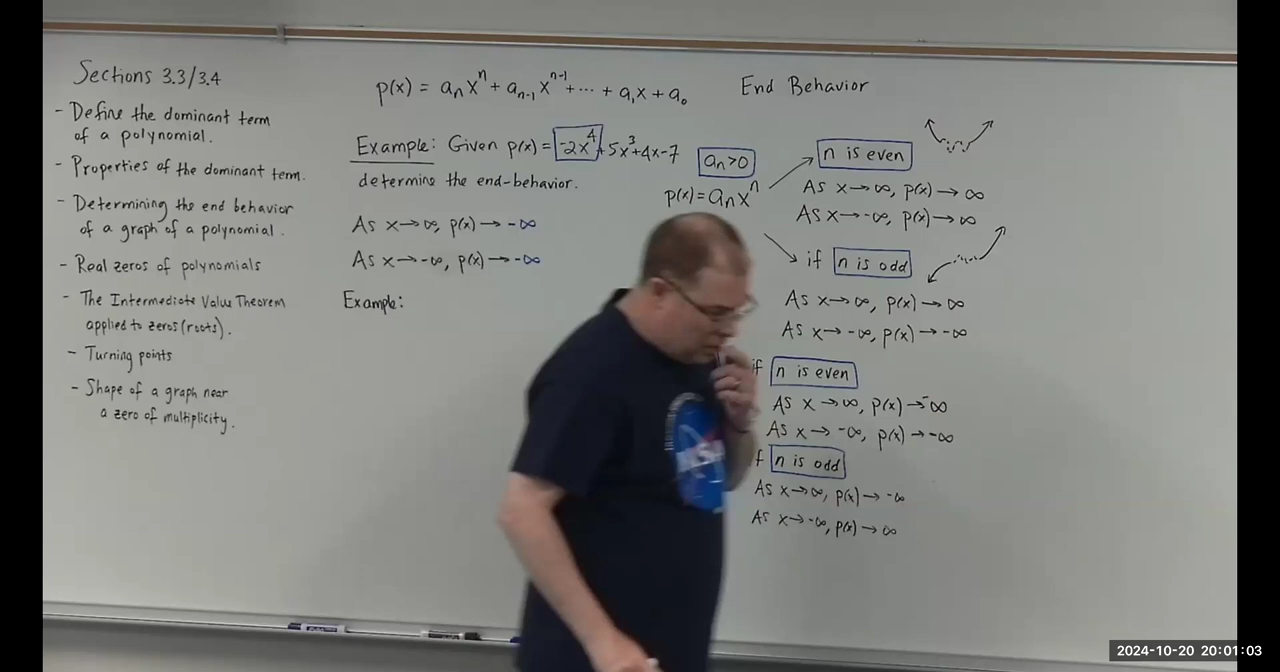 Sections 3.3/3.4
- Define the dominant term
of a polynomial.
- Properties of the dominant term.
- Determining the end behavior
of a graph of a polynomial.
- Real zeros of polynomials
- The Intermediate Value Theorem
applied to zeros (roots).
- Turning points
- Shape of a graph near
a zero of multiplicity.
p(x) = aₙxⁿ + aₙ₋₁xⁿ⁻¹ + ⋯ + a₁x + a₀
Example: Given p(x) = -2x⁴+5x³+4x-7
determine the end-behavior.
As x→∞, p(x)→-∞
As x→-∞, p(x)→-∞
Example:
End Behavior
aₙ>0
p(x)=aₙxⁿ
n is even
As x→∞, p(x)→∞
As x→-∞, p(x)→∞
if n is odd
As x→∞, p(x)→∞
As x→-∞, p(x)→-∞
if n is even
As x→∞, p(x)→-∞
As x→-∞, p(x)→-∞
f n is odd
As x→∞, p(x)→-∞
As x→-∞, p(x)→∞
2024-10-20 20:01:03